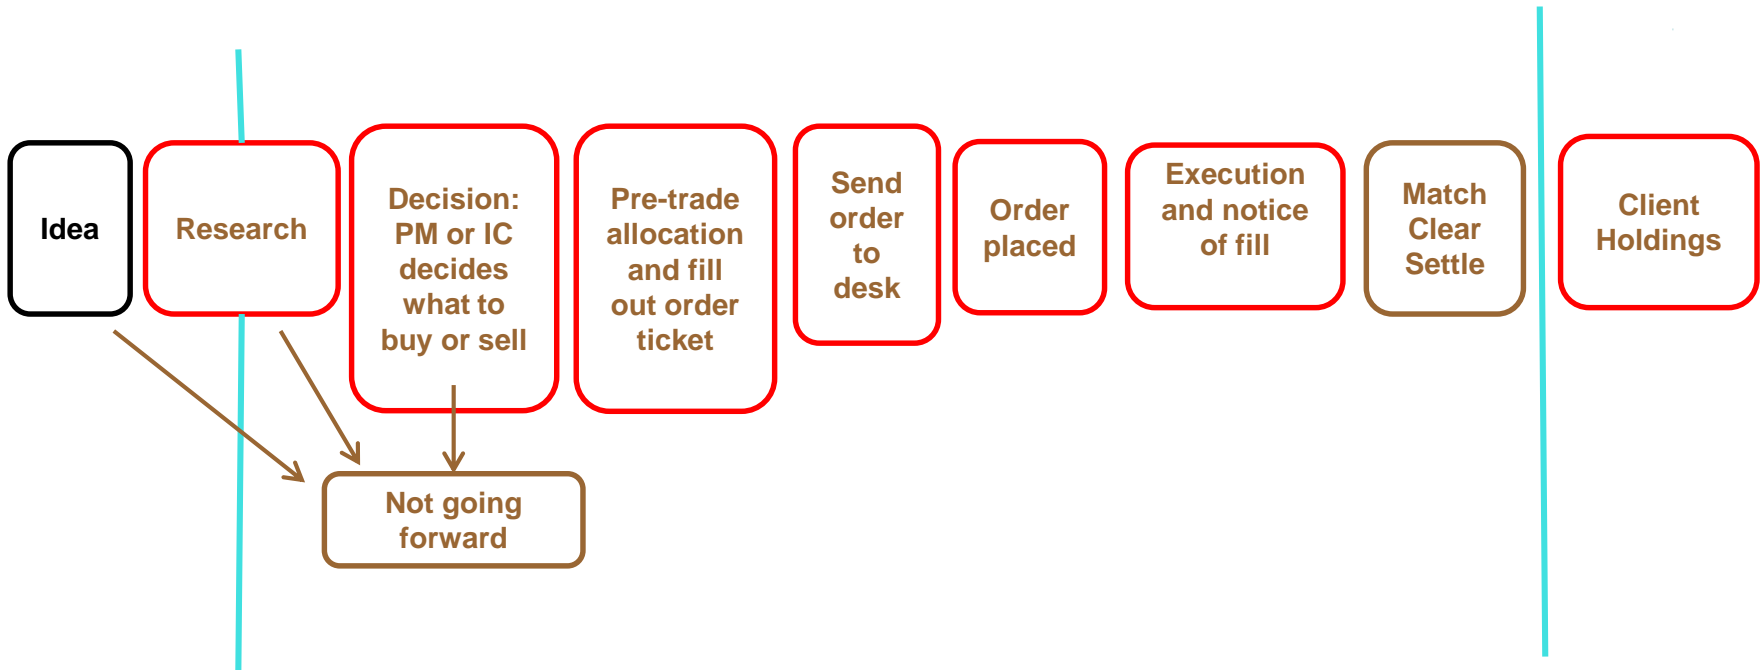 Idea
Research
Decision:
PM or IC
decides
what to
buy or sell
Pre-trade
allocation
and fill
out order
ticket
Send
order
to
desk
Order
placed
Execution
and notice
of fill
Match
Clear
Settle
Client
Holdings
Not going
forward